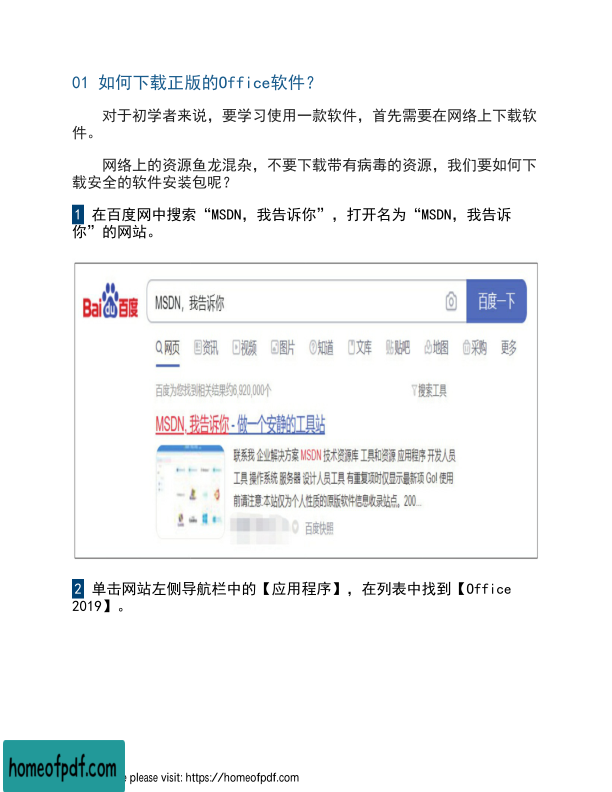 01 如何下载正版的Office软件？
对于初学者来说，要学习使用一款软件，首先需要在网络上下载软
件。
网络上的资源鱼龙混杂，不要下载带有病毒的资源，我们要如何下
载安全的软件安装包呢？
1 在百度网中搜索“MSDN，我告诉你”，打开名为“MSDN，我告诉
你”的网站。
Bai du 百度 MSDN，我告诉你 百度一下
网页 资讯 视频 图片 知道 文库 贴吧 地图 采购 更多
百度为您找到相关结果约6,920,000个 搜索工具
MSDN, 我告诉你 - 做一个安静的工具站
联系我 企业解决方案 MSDN 技术资源库 工具和资源 应用程序 开发人员
工具 操作系统 服务器 设计人员工具 有重复项时仅显示最新项 Go! 使用
前请注意:本站仅为个人性质的原版软件信息收录站点。200...
百度快照
2 单击网站左侧导航栏中的【应用程序】，在列表中找到【Office
2019】。
homeofpdf.com
please visit: https://homeofpdf.com